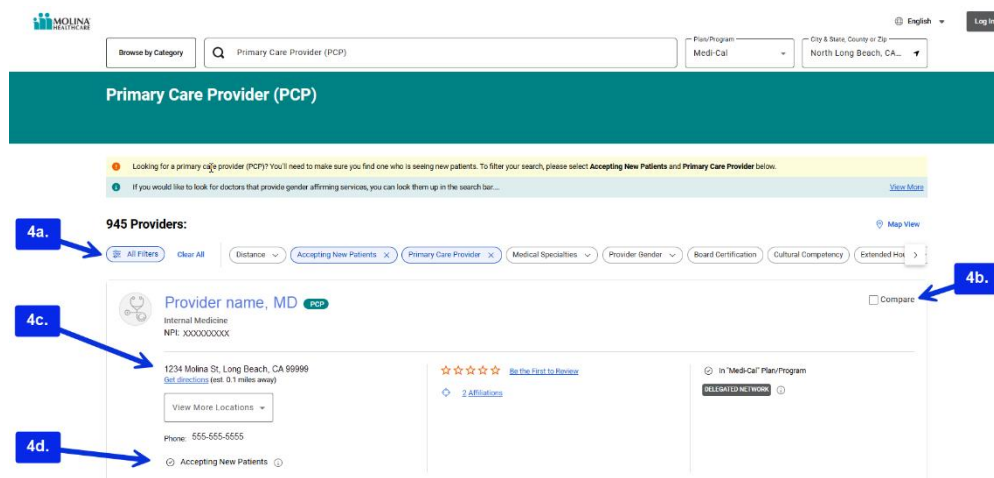 MOLINA
HEALTHCARE
English
Log In
Browse by Category
Primary Care Provider (PCP)
Plan/Program
Medi-Cal
City & State, County or Zip
North Long Beach, CA...
Primary Care Provider (PCP)
Looking for a primary care provider (PCP)? You'll need to make sure you find one who is seeing new patients. To filter your search, please select Accepting New Patients and Primary Care Provider below.
If you would like to look for doctors that provide gender affirming services, you can look them up in the search bar....
View More
945 Providers:
Map View
4a.
All Filters
Clear All
Distance
Accepting New Patients X
Primary Care Provider X
Medical Specialties
Provider Gender
Board Certification
Cultural Competency
Extended Hou
4b.
Provider name, MD PCP
Compare
Internal Medicine
NPI: XXXXXXXXX
4c.
1234 Molina St, Long Beach, CA 99999
Get directions (est. 0.1 miles away)
Be the First to Review
In "Medi-Cal" Plan/Program
2 Affiliations
DELEGATED NETWORK
View More Locations
Phone: 555-555-5555
4d.
Accepting New Patients